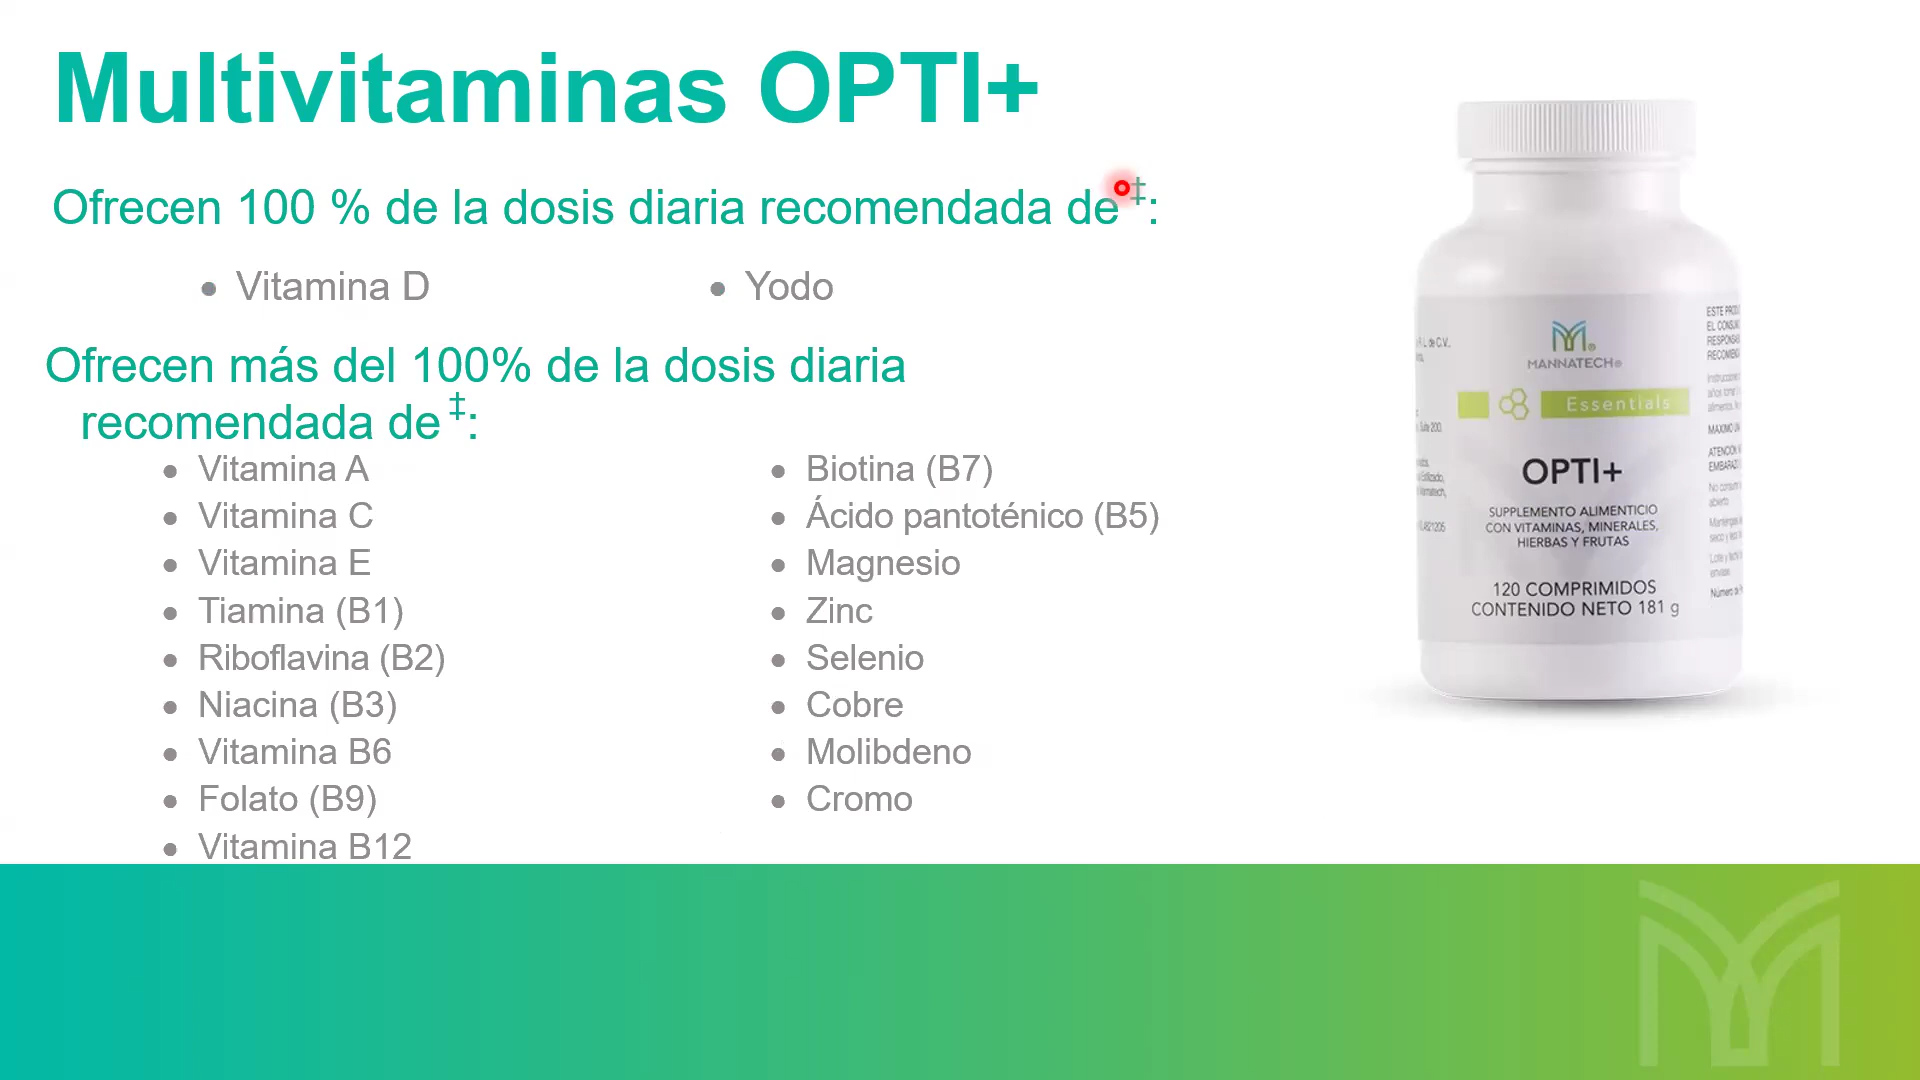 Multivitaminas OPTI+
Ofrecen 100 % de la dosis diaria recomendada de‡:
• Vitamina D
• Yodo
Ofrecen más del 100% de la dosis diaria
recomendada de‡:
• Vitamina A
• Vitamina C
• Vitamina E
• Tiamina (B1)
• Riboflavina (B2)
• Niacina (B3)
• Vitamina B6
• Folato (B9)
• Vitamina B12
• Biotina (B7)
• Ácido pantoténico (B5)
• Magnesio
• Zinc
• Selenio
• Cobre
• Molibdeno
• Cromo
MANNATECH®
Essentials
OPTI+
SUPPLEMENTO ALIMENTICIO
CON VITAMINAS, MINERALES,
HIERBAS Y FRUTAS
120 COMPRIMIDOS
CONTENIDO NETO 181 g